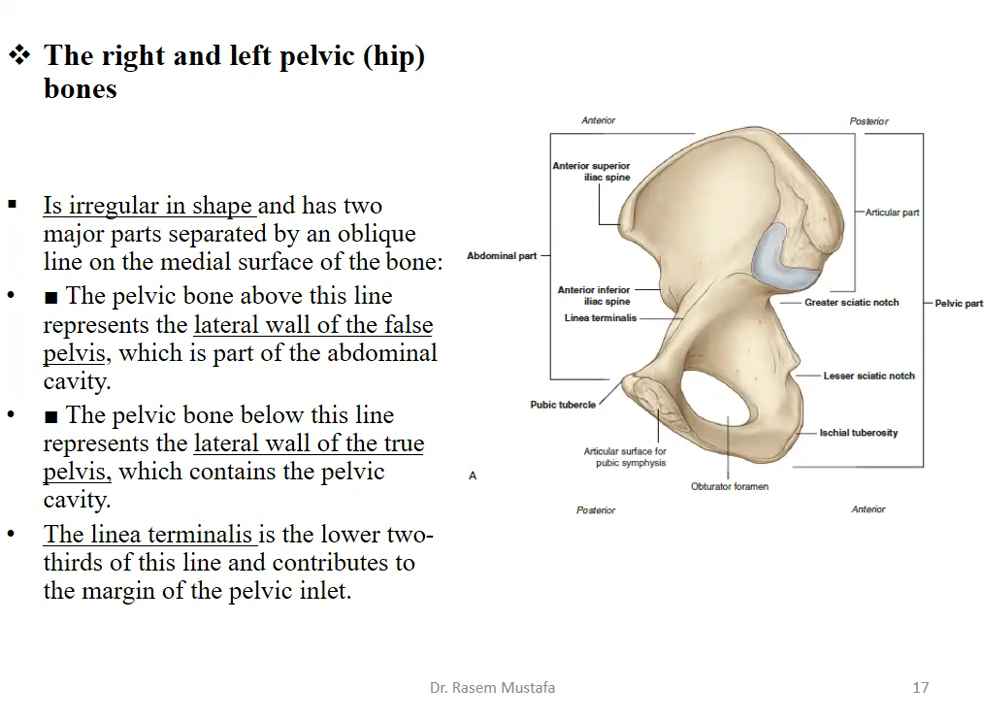 ❖ The right and left pelvic (hip)
bones
▪ Is irregular in shape and has two
major parts separated by an oblique
line on the medial surface of the bone:
• ■ The pelvic bone above this line
represents the lateral wall of the false
pelvis, which is part of the abdominal
cavity.
• ■ The pelvic bone below this line
represents the lateral wall of the true
pelvis, which contains the pelvic
cavity.
• The linea terminalis is the lower two-
thirds of this line and contributes to
the margin of the pelvic inlet.
Anterior
Posterior
Anterior superior
iliac spine
Articular part
Abdominal part
Anterior inferior
iliac spine
Greater sciatic notch
Pelvic part
Linea terminalis
Lesser sciatic notch
Pubic tubercle
Ischial tuberosity
Articular surface for
pubic symphysis
A
Obturator foramen
Posterior
Anterior
Dr. Rasem Mustafa
17